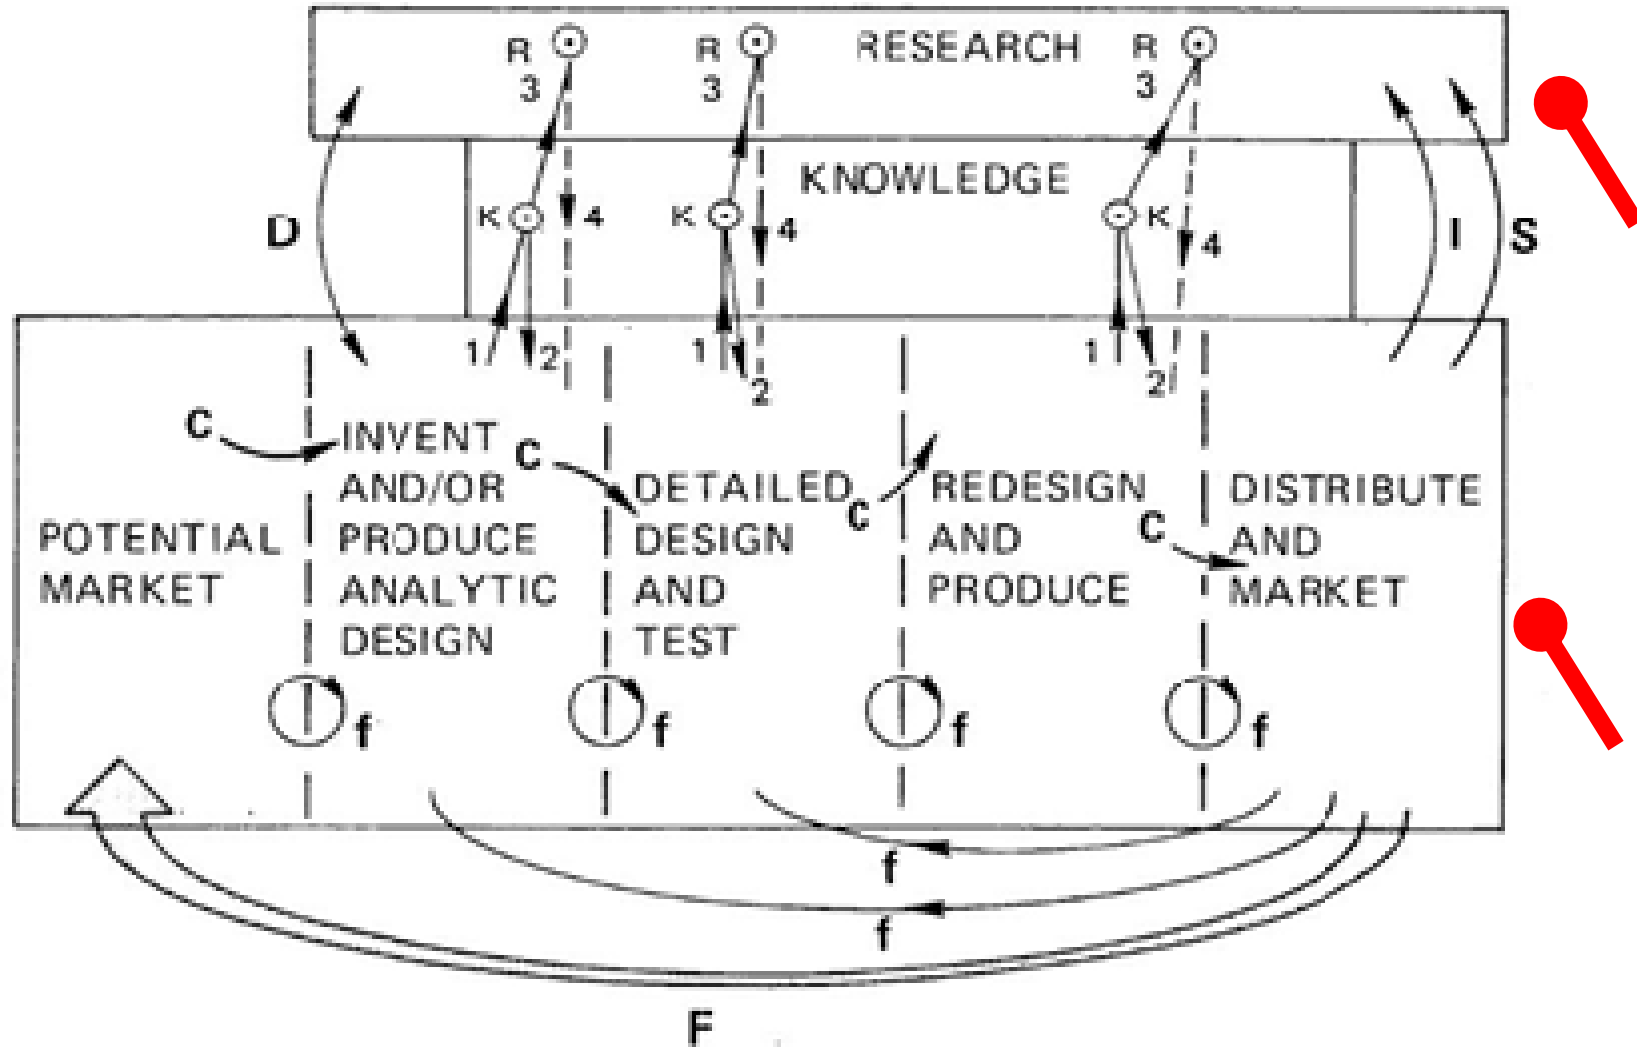 R R RESEARCH R
3 3 3
KNOWLEDGE
K K K
D 4 4 4 I S
1 2 1 2 1 2
C INVENT C
AND/OR DETAILED C REDESIGN C DISTRIBUTE
POTENTIAL PRODUCE DESIGN AND AND
MARKET ANALYTIC AND PRODUCE MARKET
DESIGN TEST
f f f f
f
f
F